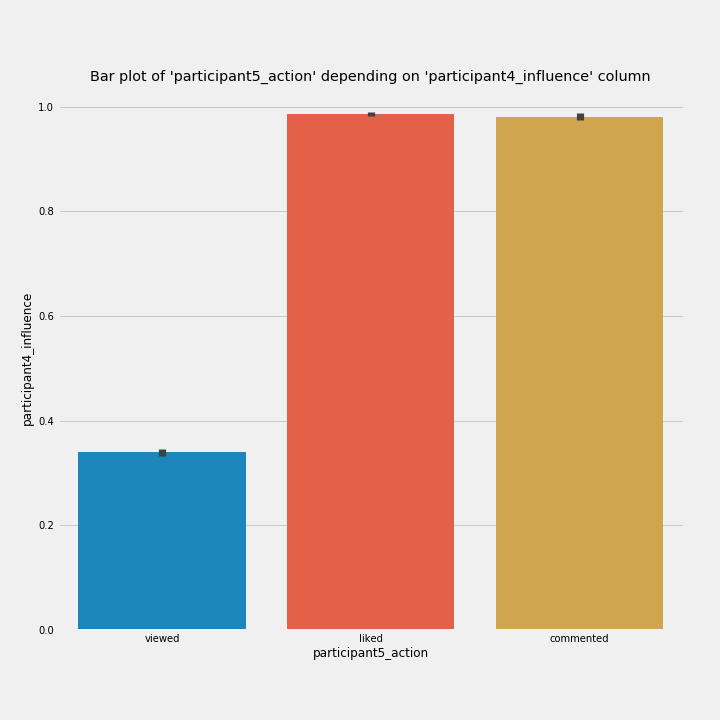 Bar plot of 'participant5_action' depending on 'participant4_influence' column
1.0
0.8
0.6
0.4
0.2
0.0
participant4_influence
viewed liked commented
participant5_action